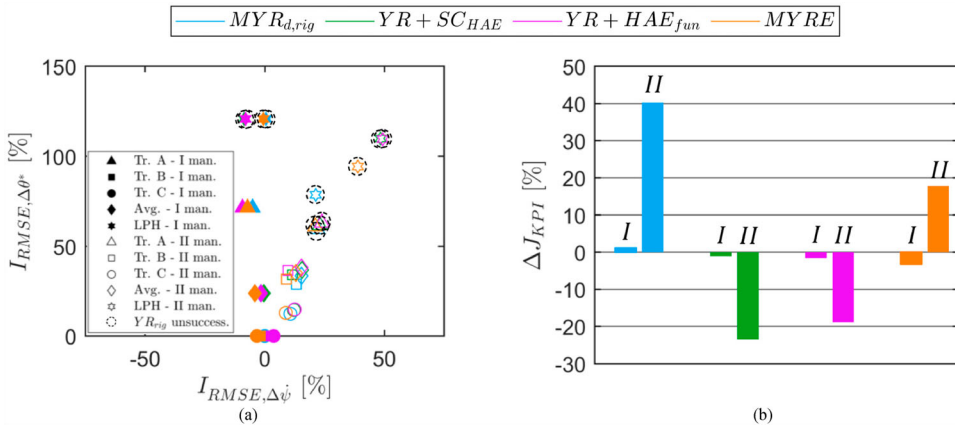 MYR_{d,rig} YR + SC_{HAE} YR + HAE_{fun} MYRE
150
100
50
0
I_{RMSE,Δθ*} [%]
-50 0 50
I_{RMSE,Δψ̇} [%]
Tr. A - I man.
Tr. B - I man.
Tr. C - I man.
Avg. - I man.
LPH - I man.
Tr. A - II man.
Tr. B - II man.
Tr. C - II man.
Avg. - II man.
LPH - II man.
YR_{rig} unsuccess.
(a)
50
40
30
20
10
0
-10
-20
-30
ΔJ_{KPI} [%]
I II I II I II I II
(b)